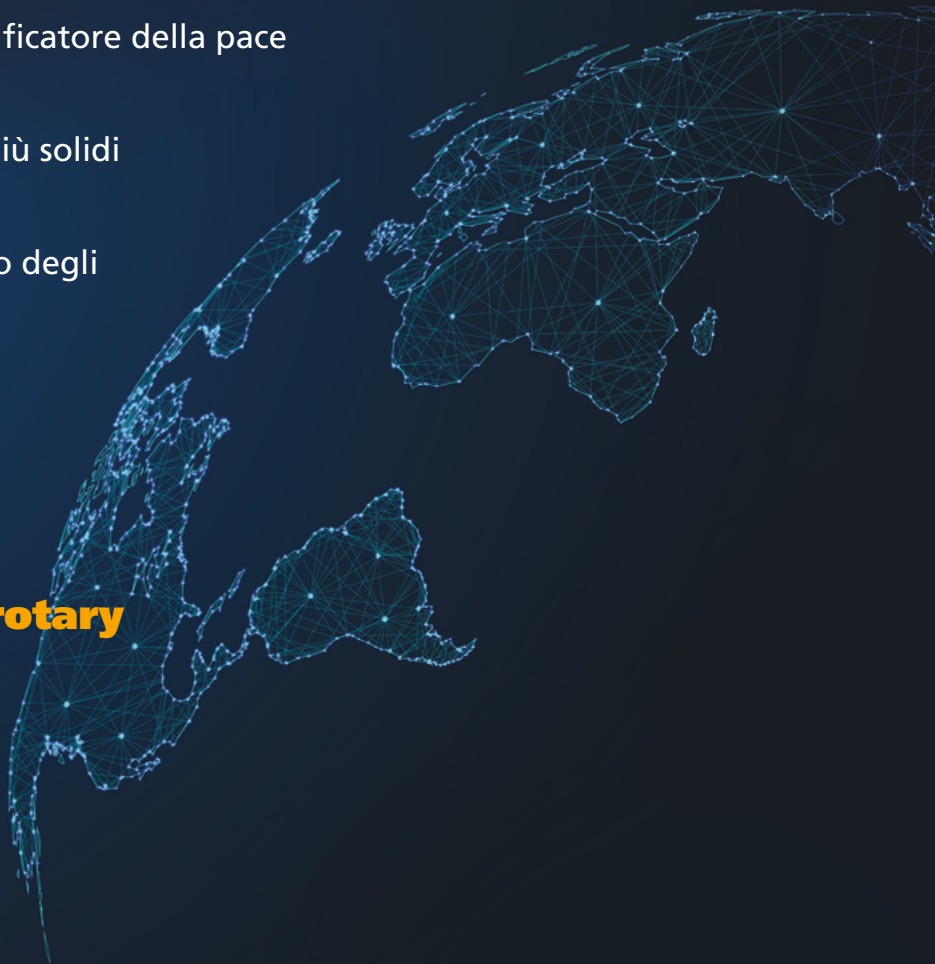 ficatore della pace
iù solidi
o degli
rotary